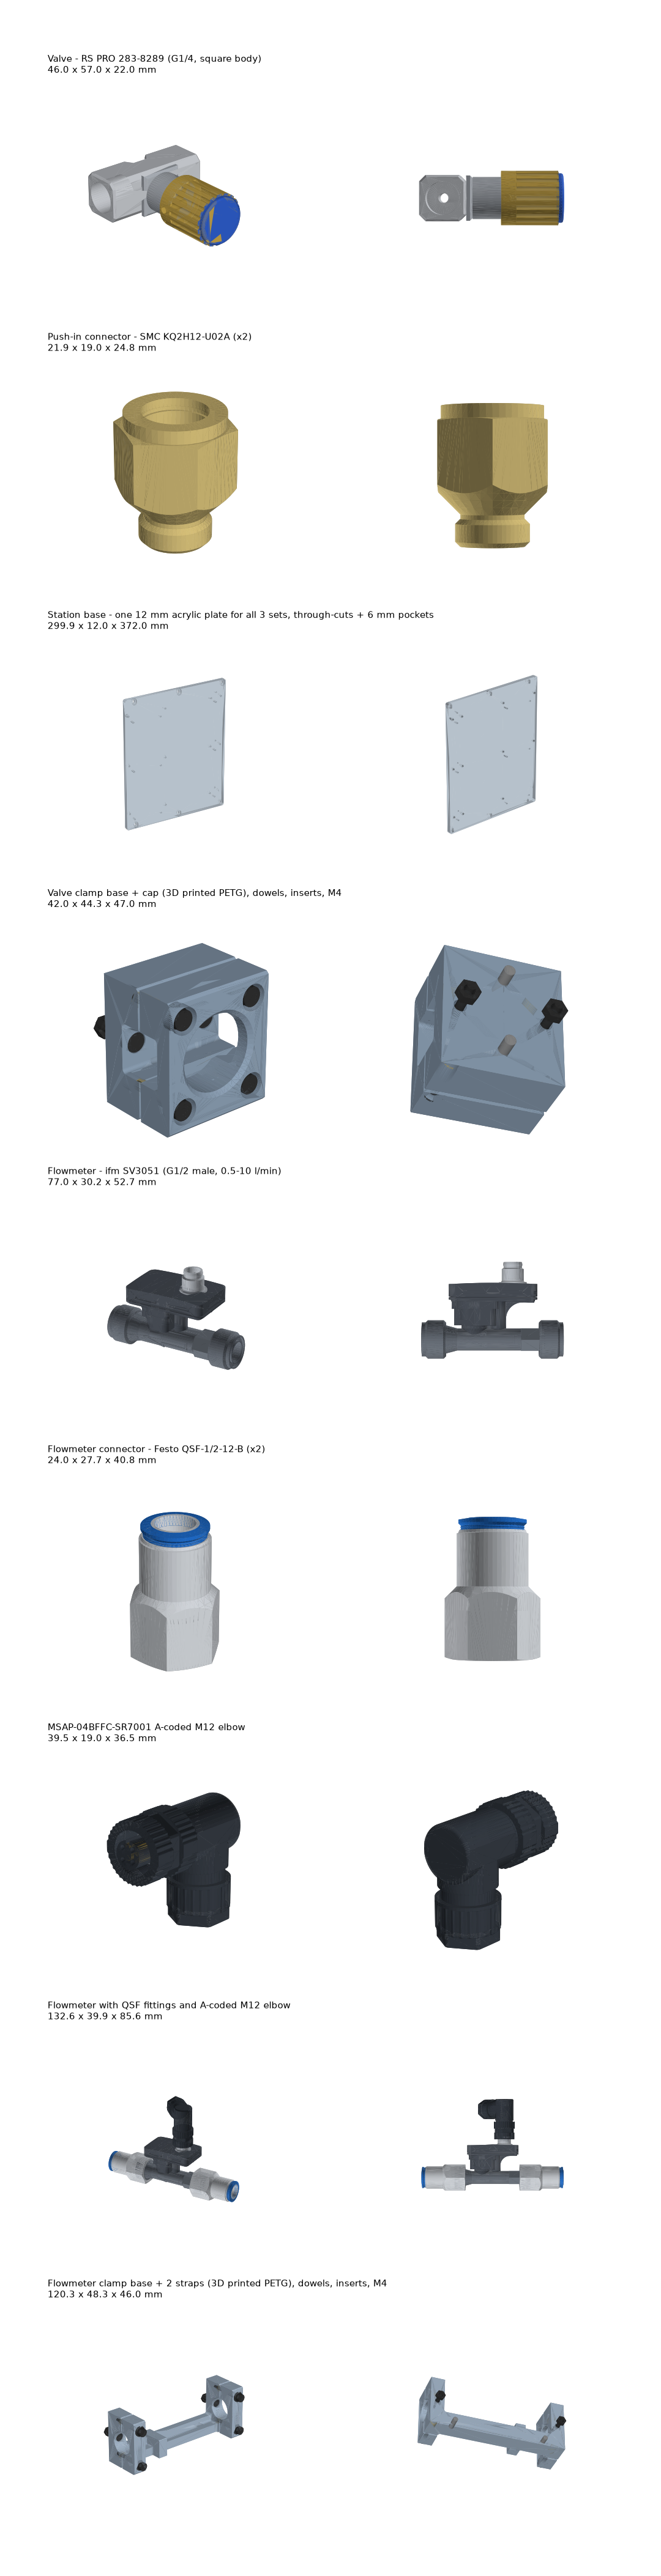 Valve - RS PRO 283-8289 (G1/4, square body)
46.0 x 57.0 x 22.0 mm
Push-in connector - SMC KQ2H12-U02A (x2)
21.9 x 19.0 x 24.8 mm
Station base - one 12 mm acrylic plate for all 3 sets, through-cuts + 6 mm pockets
299.9 x 12.0 x 372.0 mm
Valve clamp base + cap (3D printed PETG), dowels, inserts, M4
42.0 x 44.3 x 47.0 mm
Flowmeter - ifm SV3051 (G1/2 male, 0.5-10 l/min)
77.0 x 30.2 x 52.7 mm
Flowmeter connector - Festo QSF-1/2-12-B (x2)
24.0 x 27.7 x 40.8 mm
MSAP-04BFFC-SR7001 A-coded M12 elbow
39.5 x 19.0 x 36.5 mm
Flowmeter with QSF fittings and A-coded M12 elbow
132.6 x 39.9 x 85.6 mm
Flowmeter clamp base + 2 straps (3D printed PETG), dowels, inserts, M4
120.3 x 48.3 x 46.0 mm